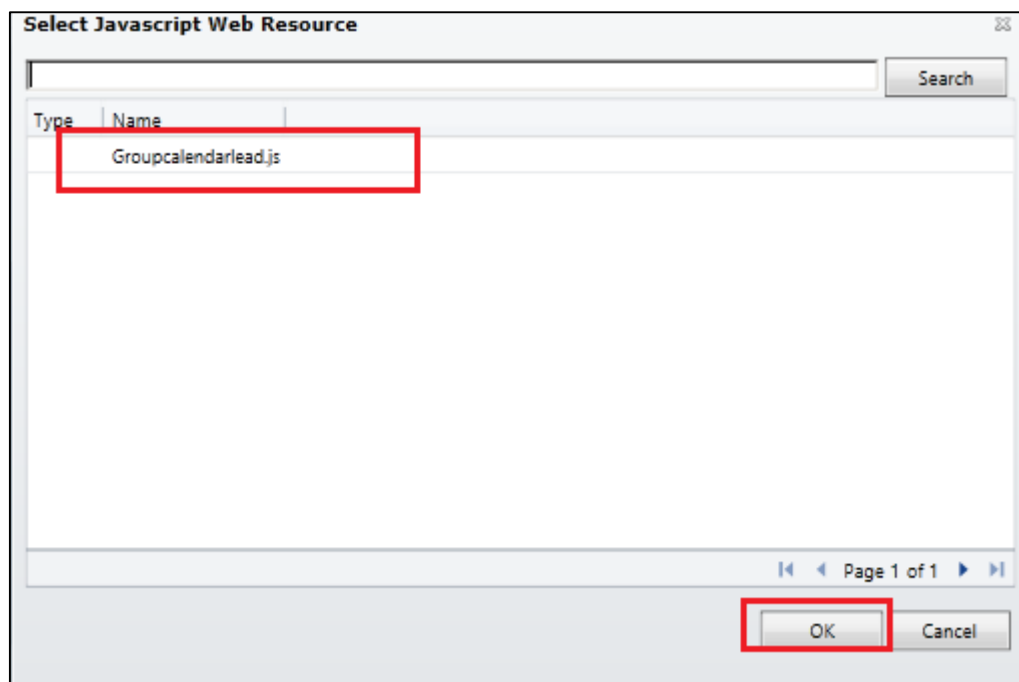 Select Javascript Web Resource
Search
Type Name
Groupcalendarlead.js
Page 1 of 1
OK Cancel